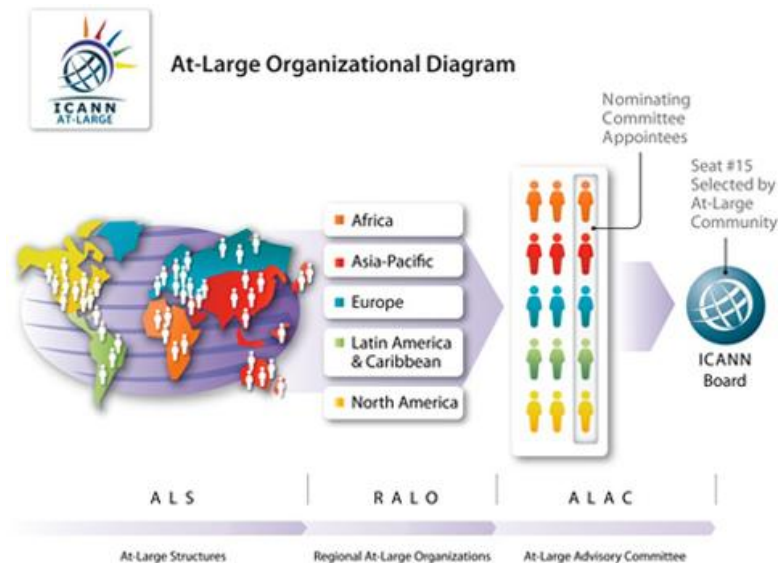 ICANN
AT-LARGE
At-Large Organizational Diagram
Nominating
Committee
Appointees
Seat #15
Selected by
At-Large
Community
Africa
Asia-Pacific
Europe
Latin America
& Caribbean
North America
ICANN
Board
ALS
RALO
ALAC
At-Large Structures
Regional At-Large Organizations
At-Large Advisory Committee